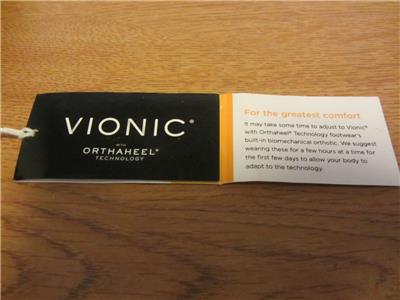 VIONIC®
WITH
ORTHAHEEL®
TECHNOLOGY
For the greatest comfort
It may take some time to adjust to Vionic®
with Orthaheel® Technology footwear's
built-in biomechanical orthotic. We suggest
wearing these for a few hours at a time for
the first few days to allow your body to
adapt to the technology.